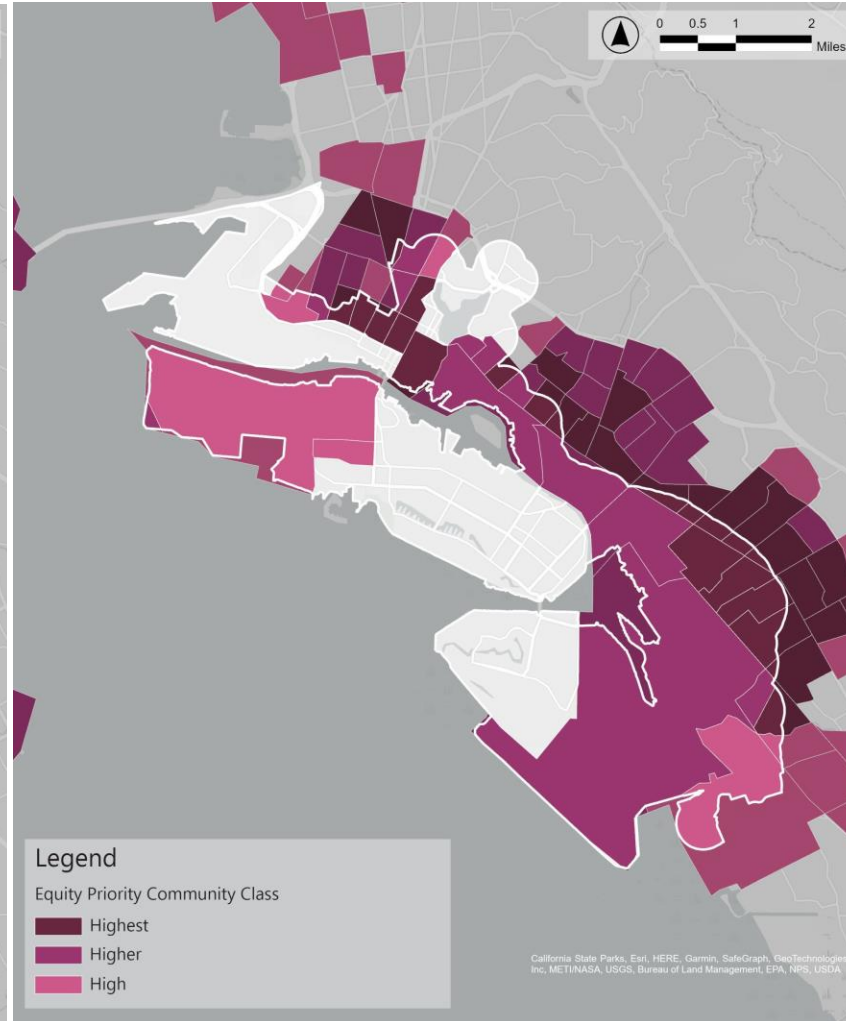 0 0.5 1 2
Miles
Legend
Equity Priority Community Class
Highest
Higher
High
California State Parks, Esri, HERE, Garmin, SafeGraph, GeoTechnologies
Inc, METI/NASA, USGS, Bureau of Land Management, EPA, NPS, USDA